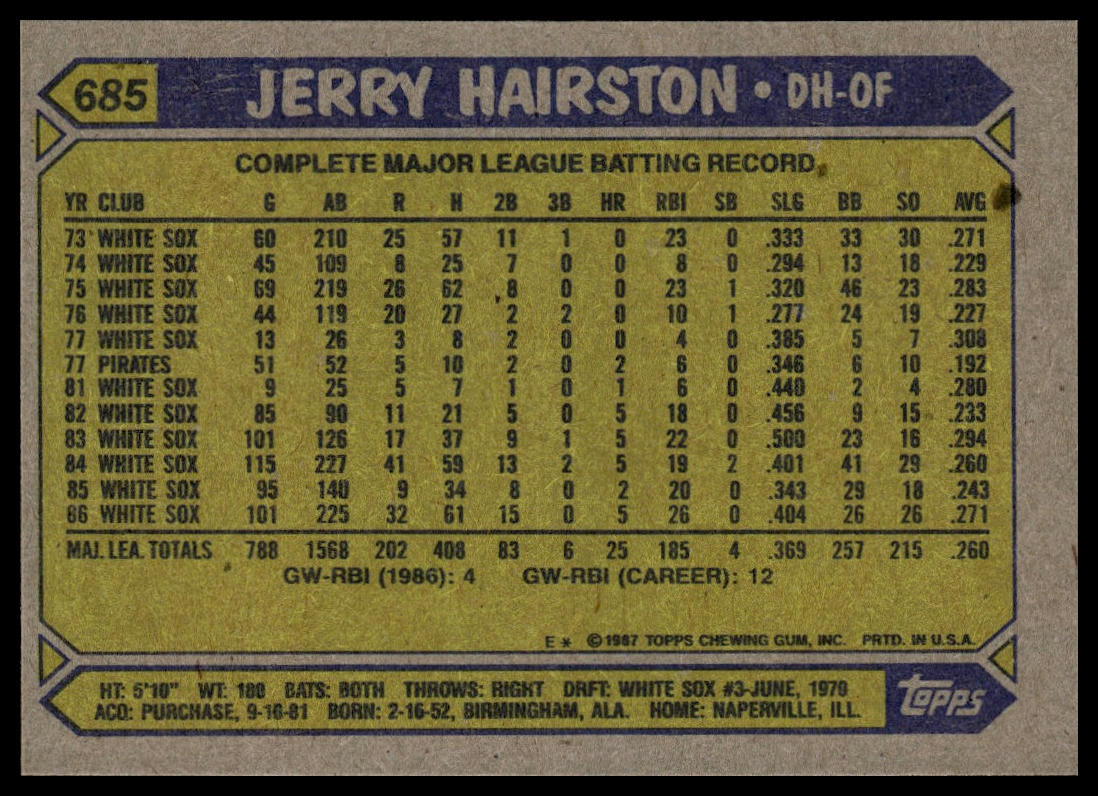 685 JERRY HAIRSTON • DH-OF
COMPLETE MAJOR LEAGUE BATTING RECORD
YR CLUB G AB R H 2B 3B HR RBI SB SLG BB SO AVG
73 WHITE SOX 60 210 25 57 11 1 0 23 0 .333 33 30 .271
74 WHITE SOX 45 109 8 25 7 0 0 8 0 .294 13 18 .229
75 WHITE SOX 69 219 26 62 8 0 0 23 1 .320 46 23 .283
76 WHITE SOX 44 119 20 27 2 2 0 10 1 .277 24 19 .227
77 WHITE SOX 13 26 3 8 2 0 0 4 0 .385 5 7 .308
77 PIRATES 51 52 5 10 2 0 2 6 0 .346 6 10 .192
81 WHITE SOX 9 25 5 7 1 0 1 6 0 .440 2 4 .280
82 WHITE SOX 85 90 11 21 5 0 5 18 0 .456 9 15 .233
83 WHITE SOX 101 126 17 37 9 1 5 22 0 .500 23 16 .294
84 WHITE SOX 115 227 41 59 13 2 5 19 2 .401 41 29 .260
85 WHITE SOX 95 140 9 34 8 0 2 20 0 .343 29 18 .243
86 WHITE SOX 101 225 32 61 15 0 5 26 0 .404 26 26 .271
MAJ. LEA. TOTALS 788 1568 202 408 83 6 25 185 4 .369 257 215 .260
GW-RBI (1986): 4 GW-RBI (CAREER): 12
E * © 1987 TOPPS CHEWING GUM, INC. PRTD. IN U.S.A.
HT: 5'10" WT: 180 BATS: BOTH THROWS: RIGHT DRFT: WHITE SOX #3-JUNE, 1970
ACQ: PURCHASE, 9-16-81 BORN: 2-16-52, BIRMINGHAM, ALA. HOME: NAPERVILLE, ILL.
TOPPS